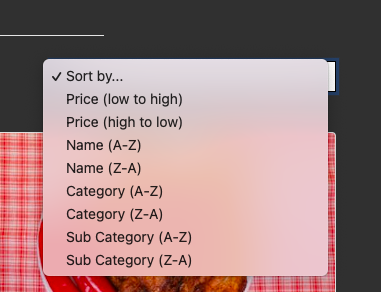 ✓ Sort by...
Price (low to high)
Price (high to low)
Name (A-Z)
Name (Z-A)
Category (A-Z)
Category (Z-A)
Sub Category (A-Z)
Sub Category (Z-A)